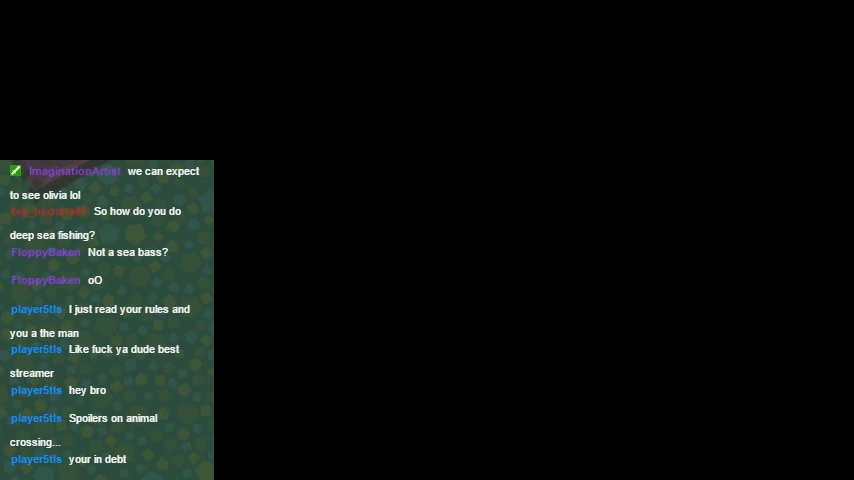 ImaginationArtist we can expect
to see olivia lol
So how do you do
deep sea fishing?
FloppyBaken Not a sea bass?
FloppyBaken oO
player5tls I just read your rules and
you a the man
player5tls Like fuck ya dude best
streamer
player5tls hey bro
player5tls Spoilers on animal
crossing...
player5tls your in debt